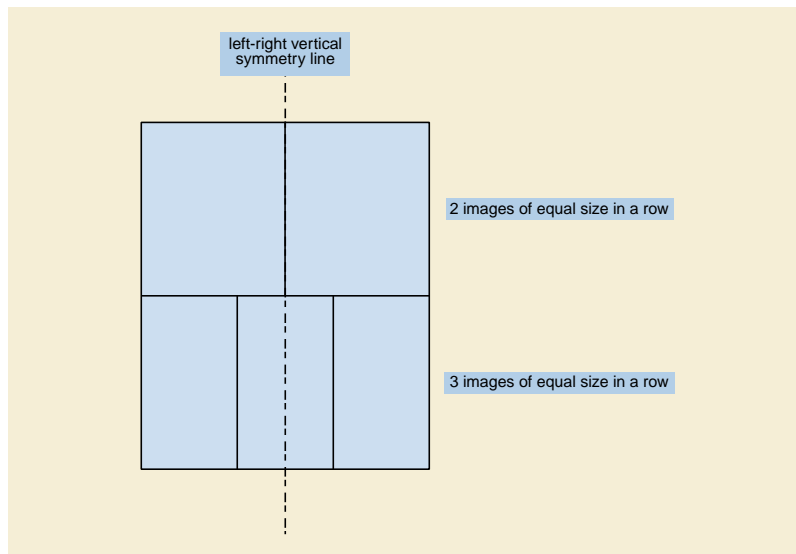 left-right vertical
symmetry line
2 images of equal size in a row
3 images of equal size in a row